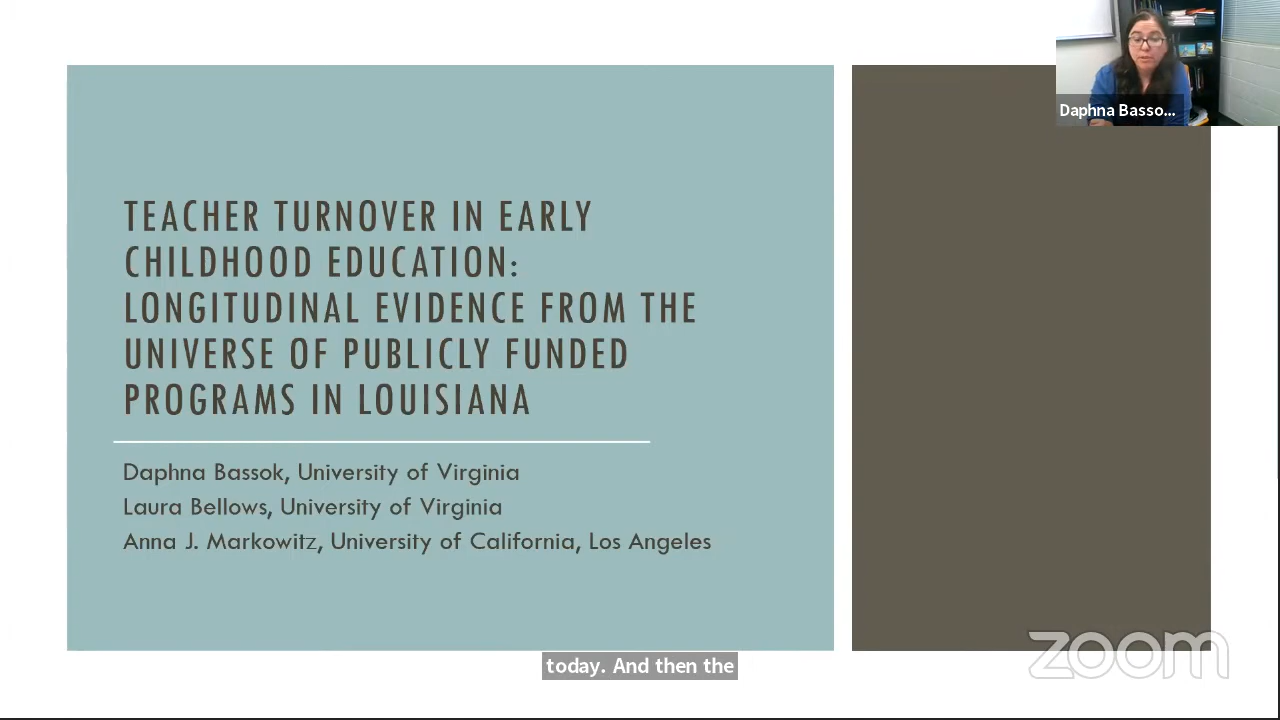 Daphna Basso...
TEACHER TURNOVER IN EARLY
CHILDHOOD EDUCATION:
LONGITUDINAL EVIDENCE FROM THE
UNIVERSE OF PUBLICLY FUNDED
PROGRAMS IN LOUISIANA
Daphna Bassok, University of Virginia
Laura Bellows, University of Virginia
Anna J. Markowitz, University of California, Los Angeles
zoom
today. And then the